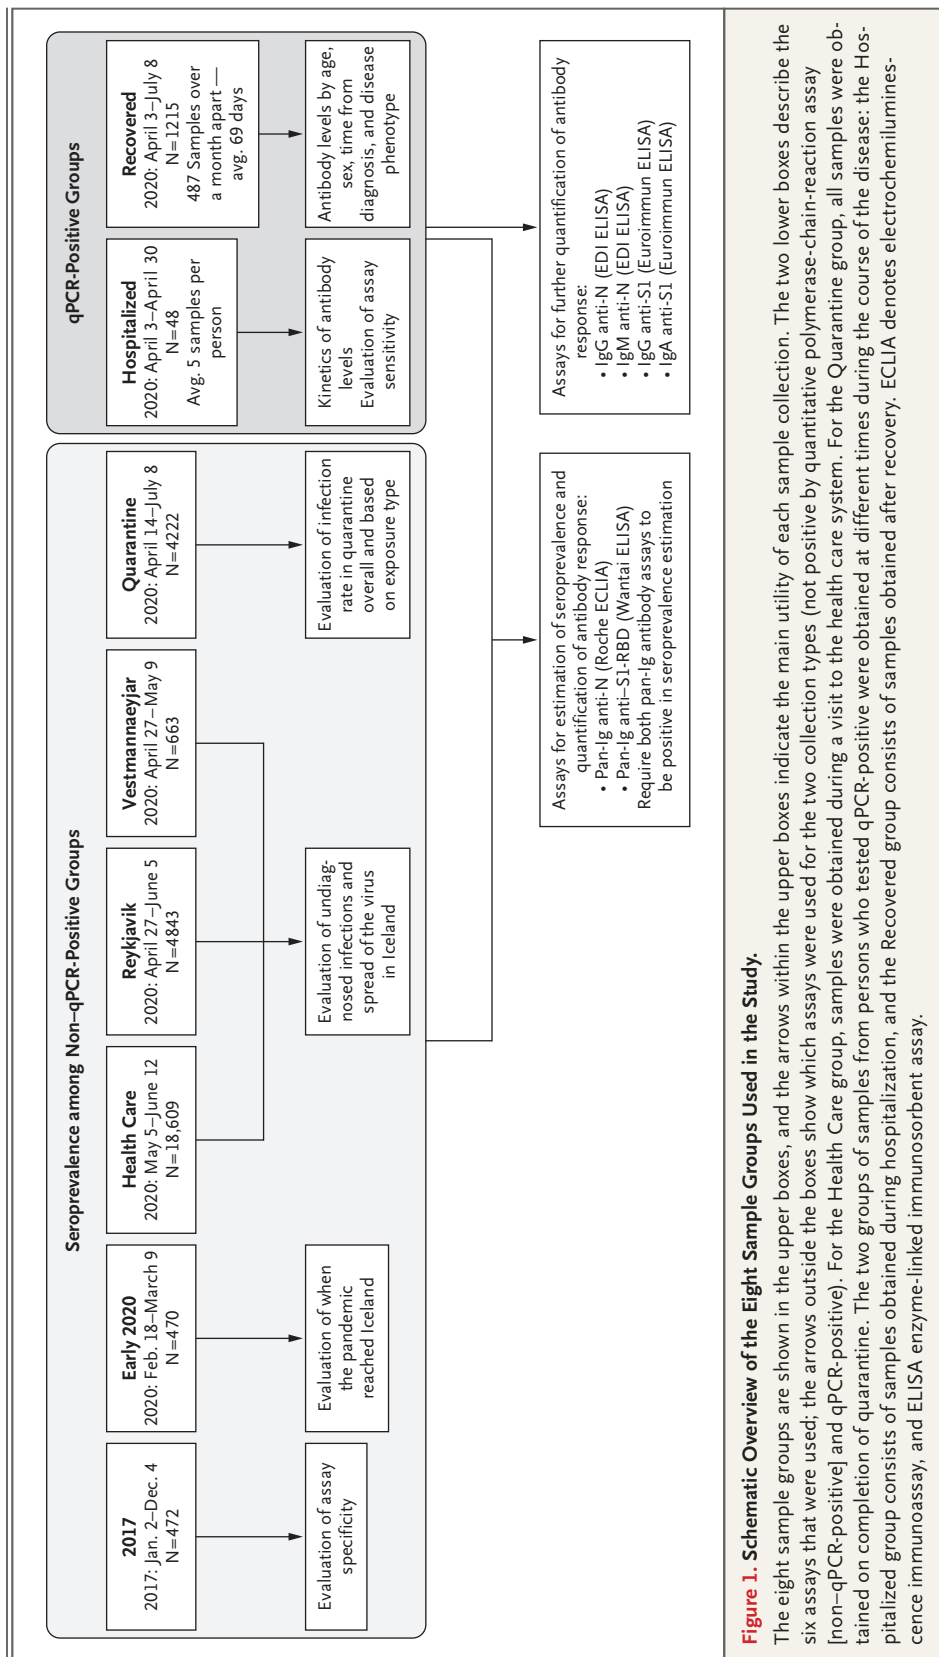 Seroprevalence among Non–qPCR-Positive Groups
qPCR-Positive Groups
2017
2017: Jan. 2–Dec. 4
N=472
Early 2020
2020: Feb. 18–March 9
N=470
Health Care
2020: May 5–June 12
N=18,609
Reykjavik
2020: April 27–June 5
N=4843
Vestmannaeyjar
2020: April 27–May 9
N=663
Quarantine
2020: April 14–July 8
N=4222
Hospitalized
2020: April 3–April 30
N=48
Avg. 5 samples per
person
Recovered
2020: April 3–July 8
N=1215
487 Samples over
a month apart —
avg. 69 days
Evaluation of assay
specificity
Evaluation of when
the pandemic
reached Iceland
Evaluation of undiag-
nosed infections and
spread of the virus
in Iceland
Evaluation of infection
rate in quarantine
overall and based
on exposure type
Kinetics of antibody
levels
Evaluation of assay
sensitivity
Antibody levels by age,
sex, time from
diagnosis, and disease
phenotype
Assays for estimation of seroprevalence and
quantification of antibody response:
• Pan-Ig anti-N (Roche ECLIA)
• Pan-Ig anti–S1-RBD (Wantai ELISA)
Require both pan-Ig antibody assays to
be positive in seroprevalence estimation
Assays for further quantification of antibody
response:
• IgG anti-N (EDI ELISA)
• IgM anti-N (EDI ELISA)
• IgG anti-S1 (Euroimmun ELISA)
• IgA anti-S1 (Euroimmun ELISA)
Figure 1. Schematic Overview of the Eight Sample Groups Used in the Study.
The eight sample groups are shown in the upper boxes, and the arrows within the upper boxes indicate the main utility of each sample collection. The two lower boxes describe the
six assays that were used; the arrows outside the boxes show which assays were used for the two collection types (not positive by quantitative polymerase-chain-reaction assay
[non–qPCR-positive] and qPCR-positive). For the Health Care group, samples were obtained during a visit to the health care system. For the Quarantine group, all samples were ob-
tained on completion of quarantine. The two groups of samples from persons who tested qPCR-positive were obtained at different times during the course of the disease: the Hos-
pitalized group consists of samples obtained during hospitalization, and the Recovered group consists of samples obtained after recovery. ECLIA denotes electrochemilumines-
cence immunoassay, and ELISA enzyme-linked immunosorbent assay.